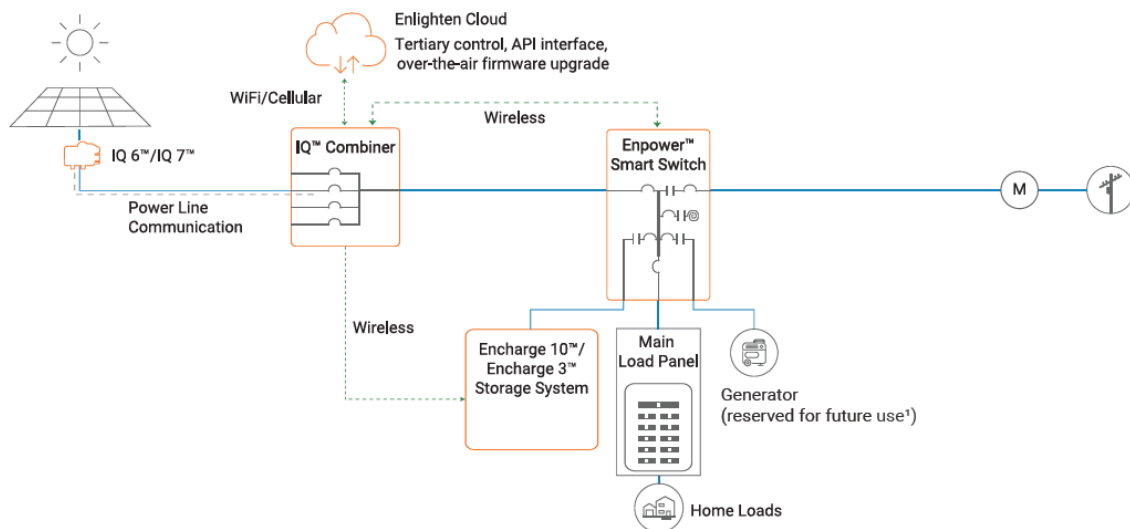 Enlighten Cloud
Tertiary control, API interface,
over-the-air firmware upgrade
WiFi/Cellular
Wireless
IQ™ Combiner
Enpower™
Smart Switch
IQ 6™/IQ 7™
M
Power Line
Communication
Wireless
Encharge 10™/
Encharge 3™
Storage System
Main
Load Panel
Generator
(reserved for future use¹)
Home Loads